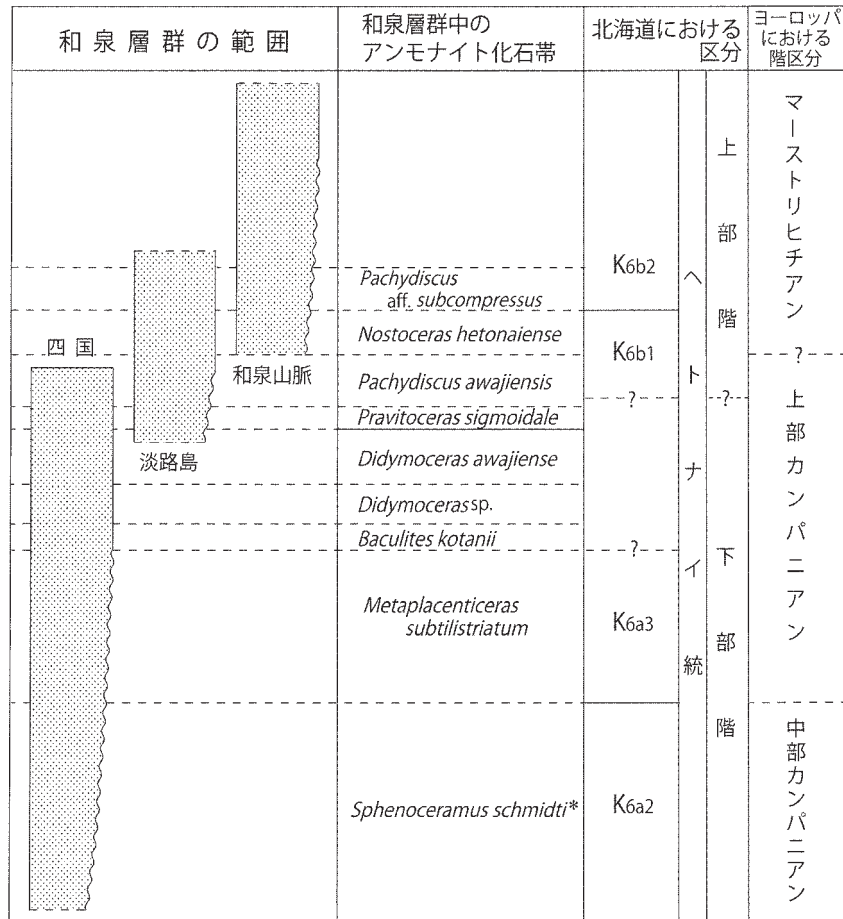 和泉層群の範囲
和泉層群中の
アンモナイト化石帯
北海道における
区分
ヨーロッパ
における
階区分
四国
淡路島
和泉山脈
Pachydiscus
aff. subcompressus
Nostoceras hetonaiense
Pachydiscus awajiensis
Pravitoceras sigmoidale
Didymoceras awajiense
Didymoceras sp.
Baculites kotanii
Metaplacenticeras
subtilistriatum
Sphenoceramus schmidti*
K6b2
K6b1
?
?
K6a3
K6a2
ヘトナイ統
上部階
?
下部階
マーストリヒチアン
?
上部カンパニアン
中部カンパニアン